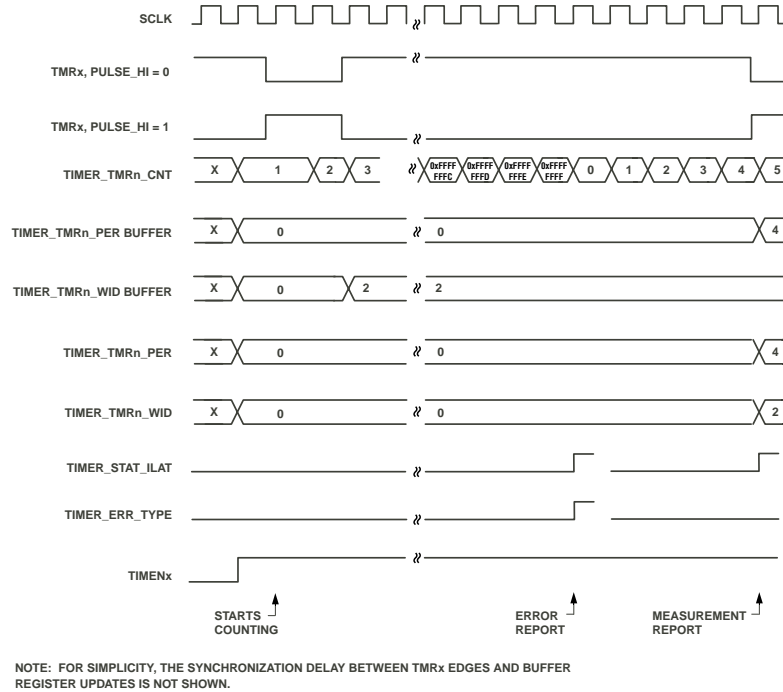 SCLK
TMRx, PULSE_HI = 0
TMRx, PULSE_HI = 1
TIMER_TMRn_CNT X 1 2 3 0xFFFF FFFC 0xFFFF FFFD 0xFFFF FFFE 0xFFFF FFFF 0 1 2 3 4 5
TIMER_TMRn_PER BUFFER X 0 0 4
TIMER_TMRn_WID BUFFER X 0 2 2
TIMER_TMRn_PER X 0 0 4
TIMER_TMRn_WID X 0 0 2
TIMER_STAT_ILAT
TIMER_ERR_TYPE
TIMENx
STARTS COUNTING
ERROR REPORT
MEASUREMENT REPORT
NOTE: FOR SIMPLICITY, THE SYNCHRONIZATION DELAY BETWEEN TMRx EDGES AND BUFFER
REGISTER UPDATES IS NOT SHOWN.